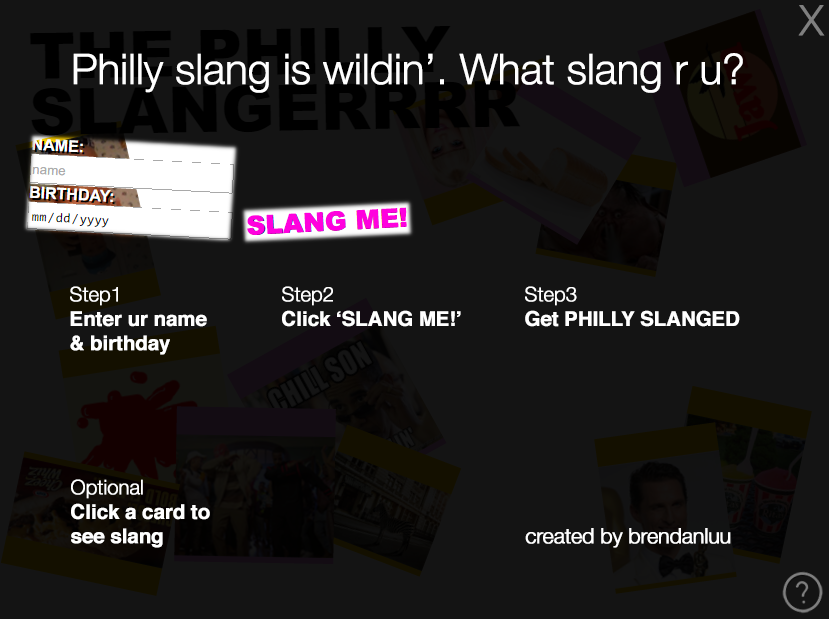 THE PHILLY
SLANGERRRR
Philly slang is wildin’. What slang r u?
X
NAME:
name
BIRTHDAY:
mm/dd/yyyy
SLANG ME!
Step1
Enter ur name
& birthday
Step2
Click ‘SLANG ME!’
Step3
Get PHILLY SLANGED
CHILL SON
Optional
Click a card to
see slang
created by brendanluu
?